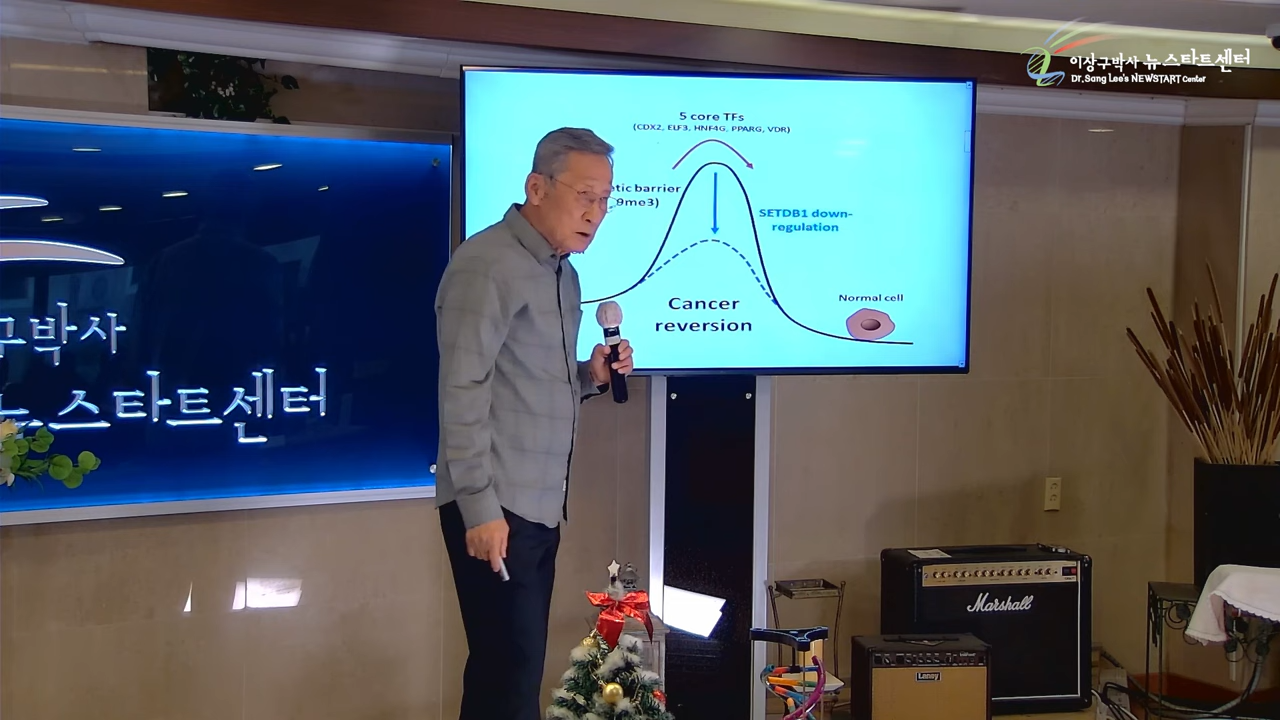 이상구박사 뉴스타트센터
Dr. Sang Lee's NEWSTART Center
5 core TFs
(CDX2, ELF3, HNF4G, PPARG, VDR)
tic barrier
9me3)
SETDB1 down-
regulation
Cancer
reversion
Normal cell
구박사
뉴스타트센터
Marshall
Laney